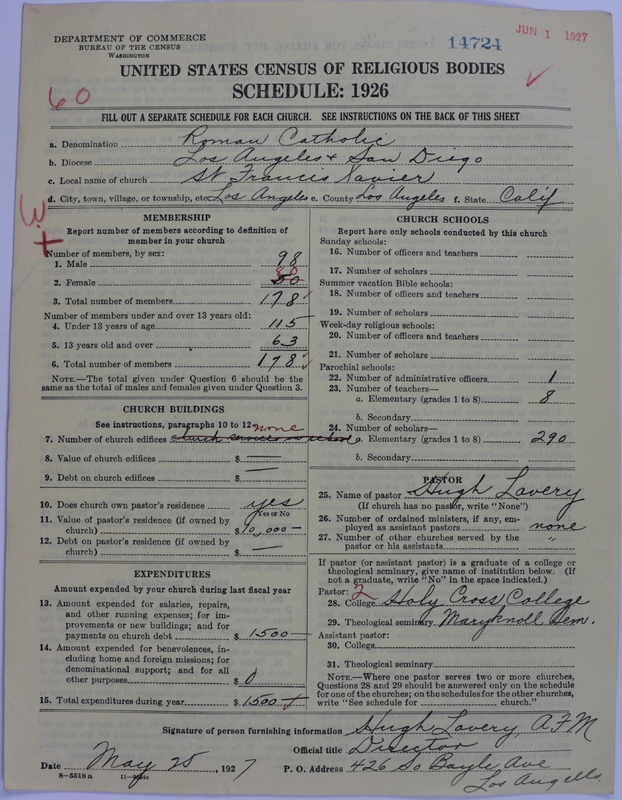 DEPARTMENT OF COMMERCE
BUREAU OF THE CENSUS
WASHINGTON
14724
JUN 1 1927
UNITED STATES CENSUS OF RELIGIOUS BODIES
SCHEDULE: 1926
60
FILL OUT A SEPARATE SCHEDULE FOR EACH CHURCH. SEE INSTRUCTIONS ON THE BACK OF THIS SHEET
a. Denomination Roman Catholic
b. Diocese Los Angeles & San Diego
c. Local name of church St Francis Xavier
d. City, town, village, or township, etc. Los Angeles e. County Los Angeles f. State Calif
MEMBERSHIP
Report number of members according to definition of
member in your church
Number of members, by sex:
1. Male 98
2. Female 80
3. Total number of members 178
Number of members under and over 13 years old:
4. Under 13 years of age 115
5. 13 years old and over 63
6. Total number of members 178
NOTE.—The total given under Question 6 should be the
same as the total of males and females given under Question 3.
CHURCH BUILDINGS
See instructions, paragraphs 10 to 12
none
7. Number of church edifices church services in school
8. Value of church edifices $ —
9. Debt on church edifices $ —
10. Does church own pastor's residence yes
Yes or No
11. Value of pastor's residence (if owned by
church) $ 10,000—
12. Debt on pastor's residence (if owned by
church) $ —
EXPENDITURES
Amount expended by your church during last fiscal year
13. Amount expended for salaries, repairs,
and other running expenses; for im-
provements or new buildings; and for
payments on church debt $ 1500—
14. Amount expended for benevolences, in-
cluding home and foreign missions; for
denominational support; and for all
other purposes $ 0
15. Total expenditures during year $ 1500—
CHURCH SCHOOLS
Report here only schools conducted by this church
Sunday schools:
16. Number of officers and teachers
17. Number of scholars
Summer vacation Bible schools:
18. Number of officers and teachers
19. Number of scholars
Week-day religious schools:
20. Number of officers and teachers
21. Number of scholars
Parochial schools:
22. Number of administrative officers 1
23. Number of teachers—
a. Elementary (grades 1 to 8) 8
b. Secondary
24. Number of scholars—
a. Elementary (grades 1 to 8) 290
b. Secondary
PASTOR
25. Name of pastor Hugh Lavery
(If church has no pastor, write "None")
26. Number of ordained ministers, if any, em-
ployed as assistant pastors none
27. Number of other churches served by the
pastor or his assistants "
If pastor (or assistant pastor) is a graduate of a college or
theological seminary, give name of institution below. (If
not a graduate, write "No" in the space indicated.)
Pastor: 2
28. College Holy Cross College
29. Theological seminary Maryknoll Sem.
Assistant pastor:
30. College
31. Theological seminary
NOTE.—Where one pastor serves two or more churches,
Questions 28 and 29 should be answered only on the schedule
for one of the churches; on the schedules for the other churches,
write "See schedule for ........ church."
Signature of person furnishing information Hugh Lavery, A.F.M
Official title Director
Date May 25, 1927 P. O. Address 426 So Boyle Ave
Los Angeles
8—5518 a